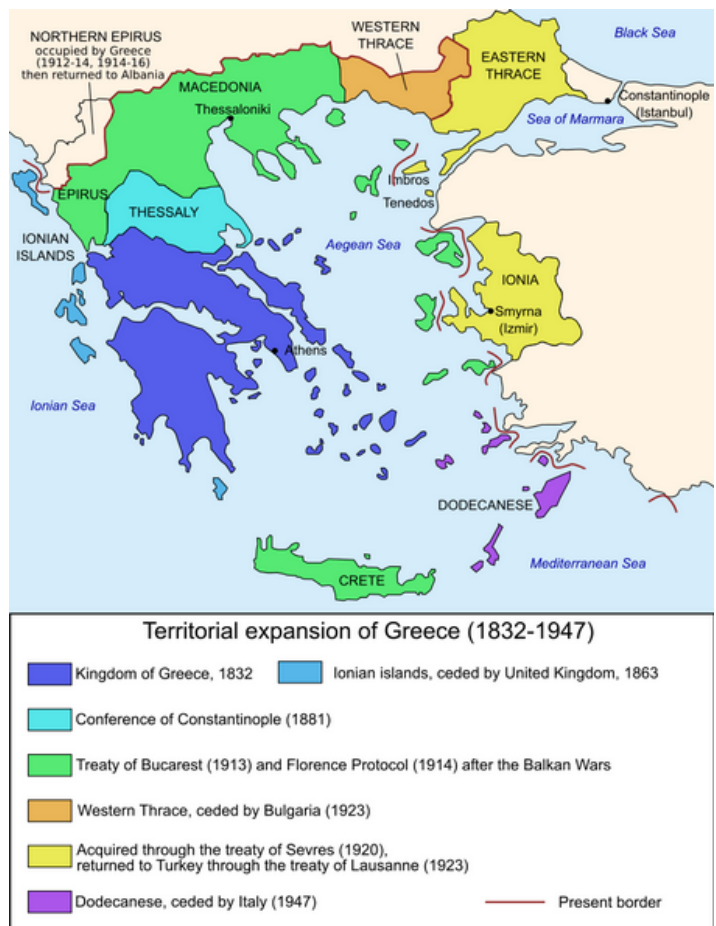 NORTHERN EPIRUS
occupied by Greece
(1912-14, 1914-16)
then returned to Albania
WESTERN
THRACE
EASTERN
THRACE
Black Sea
MACEDONIA
Thessaloniki
Constantinople
(Istanbul)
Sea of Marmara
Imbros
Tenedos
EPIRUS
THESSALY
IONIAN
ISLANDS
Aegean Sea
IONIA
Smyrna
(Izmir)
Athens
Ionian Sea
DODECANESE
Mediterranean Sea
CRETE
Territorial expansion of Greece (1832-1947)
Kingdom of Greece, 1832
Ionian islands, ceded by United Kingdom, 1863
Conference of Constantinople (1881)
Treaty of Bucarest (1913) and Florence Protocol (1914) after the Balkan Wars
Western Thrace, ceded by Bulgaria (1923)
Acquired through the treaty of Sevres (1920),
returned to Turkey through the treaty of Lausanne (1923)
Dodecanese, ceded by Italy (1947)
Present border